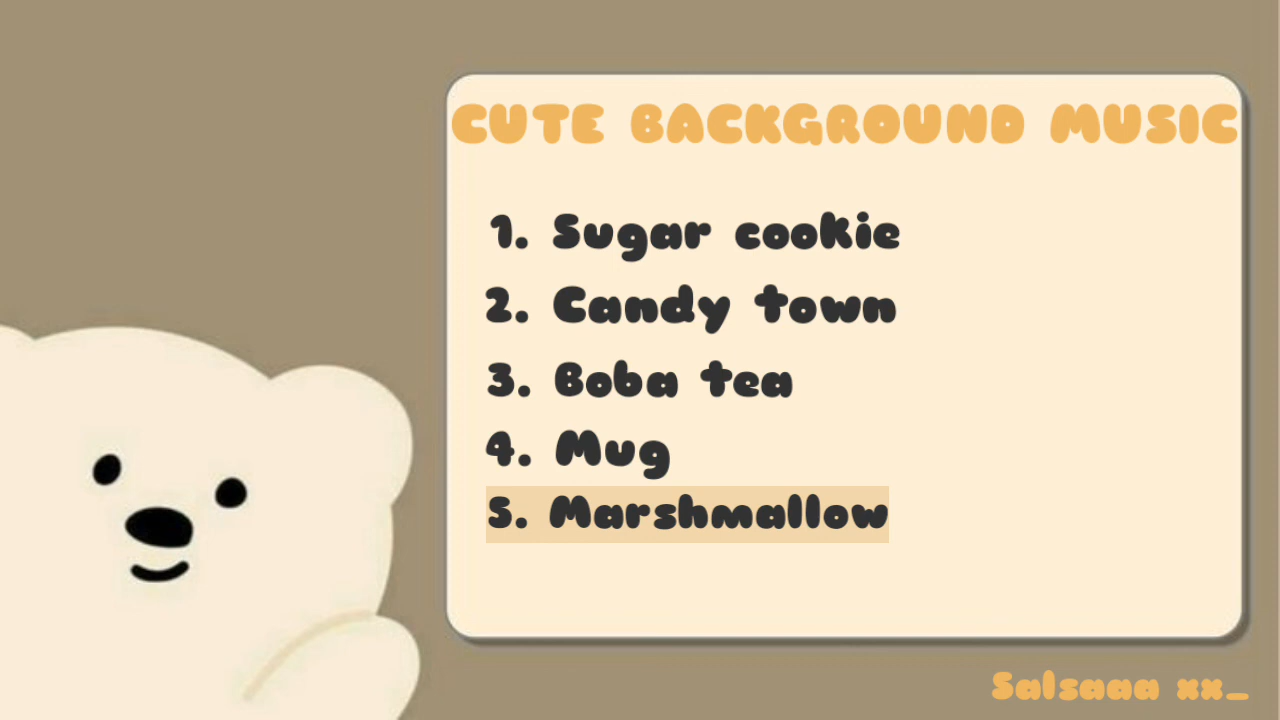 CUTE BACKGROUND MUSIC
1. Sugar cookie
2. Candy town
3. Boba tea
4. Mug
5. Marshmallow
Salsaaa xx_